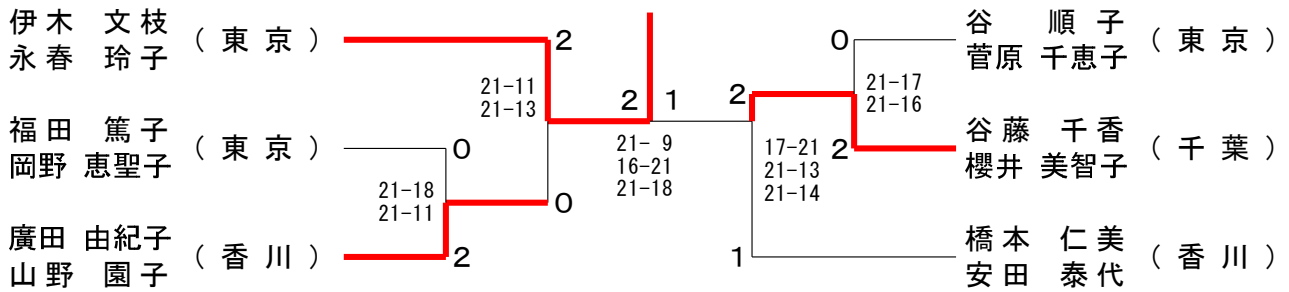 伊木 文枝
永春 玲子
(東京)
福田 篤子
岡野 恵聖子
(東京)
廣田 由紀子
山野 園子
(香川)
2
21-11
21-13
0
21-18
21-11
0
2
2
1
21- 9
16-21
21-18
2
17-21
21-13
21-14
1
0
21-17
21-16
2
谷 順子
菅原 千恵子
(東京)
谷藤 千香
櫻井 美智子
(千葉)
橋本 仁美
安田 泰代
(香川)